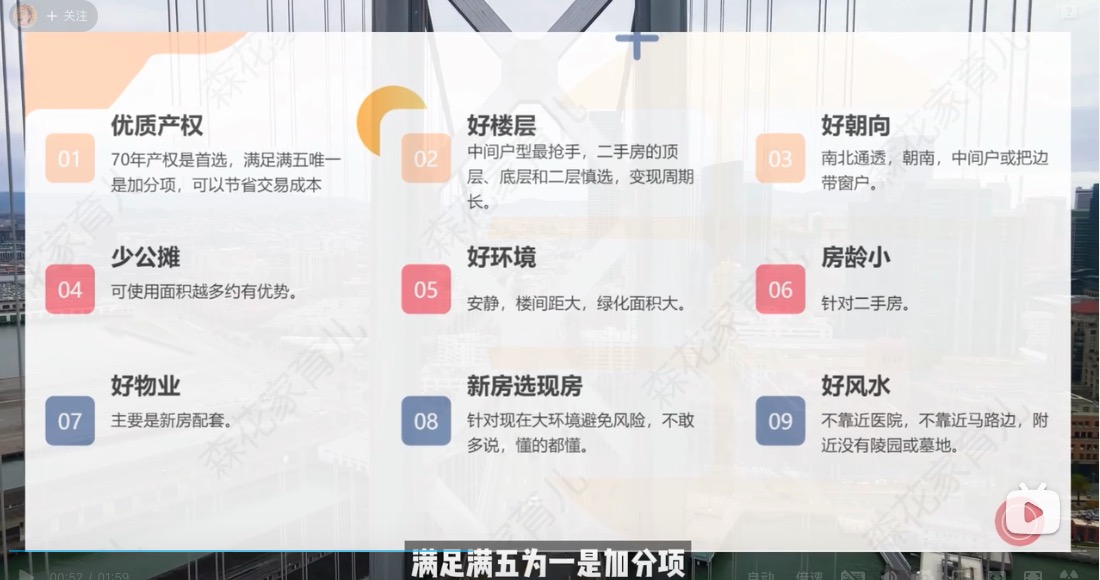 + 关注
优质产权
01
70年产权是首选，满足满五唯一
是加分项，可以节省交易成本
好楼层
02
中间户型最抢手，二手房的顶
层、底层和二层慎选，变现周期
长。
好朝向
03
南北通透，朝南，中间户或把边
带窗户。
少公摊
04
可使用面积越多约有优势。
好环境
05
安静，楼间距大，绿化面积大。
房龄小
06
针对二手房。
好物业
07
主要是新房配套。
新房选现房
08
针对现在大环境避免风险，不敢
多说，懂的都懂。
好风水
09
不靠近医院，不靠近马路边，附
近没有陵园或墓地。
森花家育儿
满足满五为一是加分项
00:52 / 01:59
自动
倍速